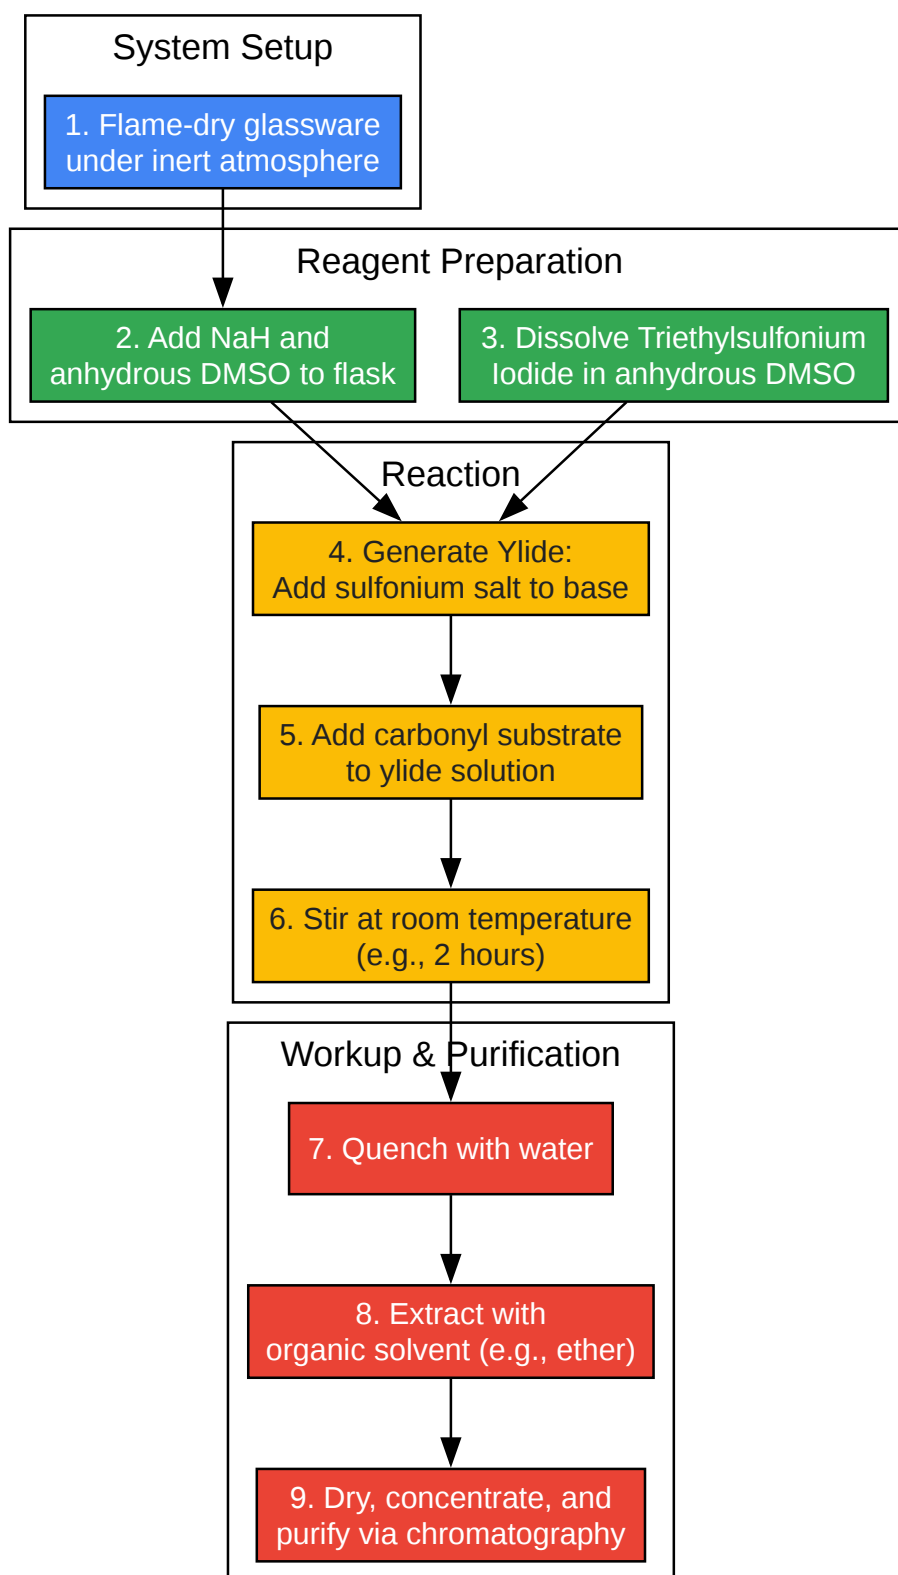 System Setup
1. Flame-dry glassware
under inert atmosphere
Reagent Preparation
2. Add NaH and
anhydrous DMSO to flask
3. Dissolve Triethylsulfonium
Iodide in anhydrous DMSO
Reaction
4. Generate Ylide:
Add sulfonium salt to base
5. Add carbonyl substrate
to ylide solution
6. Stir at room temperature
(e.g., 2 hours)
Workup & Purification
7. Quench with water
8. Extract with
organic solvent (e.g., ether)
9. Dry, concentrate, and
purify via chromatography